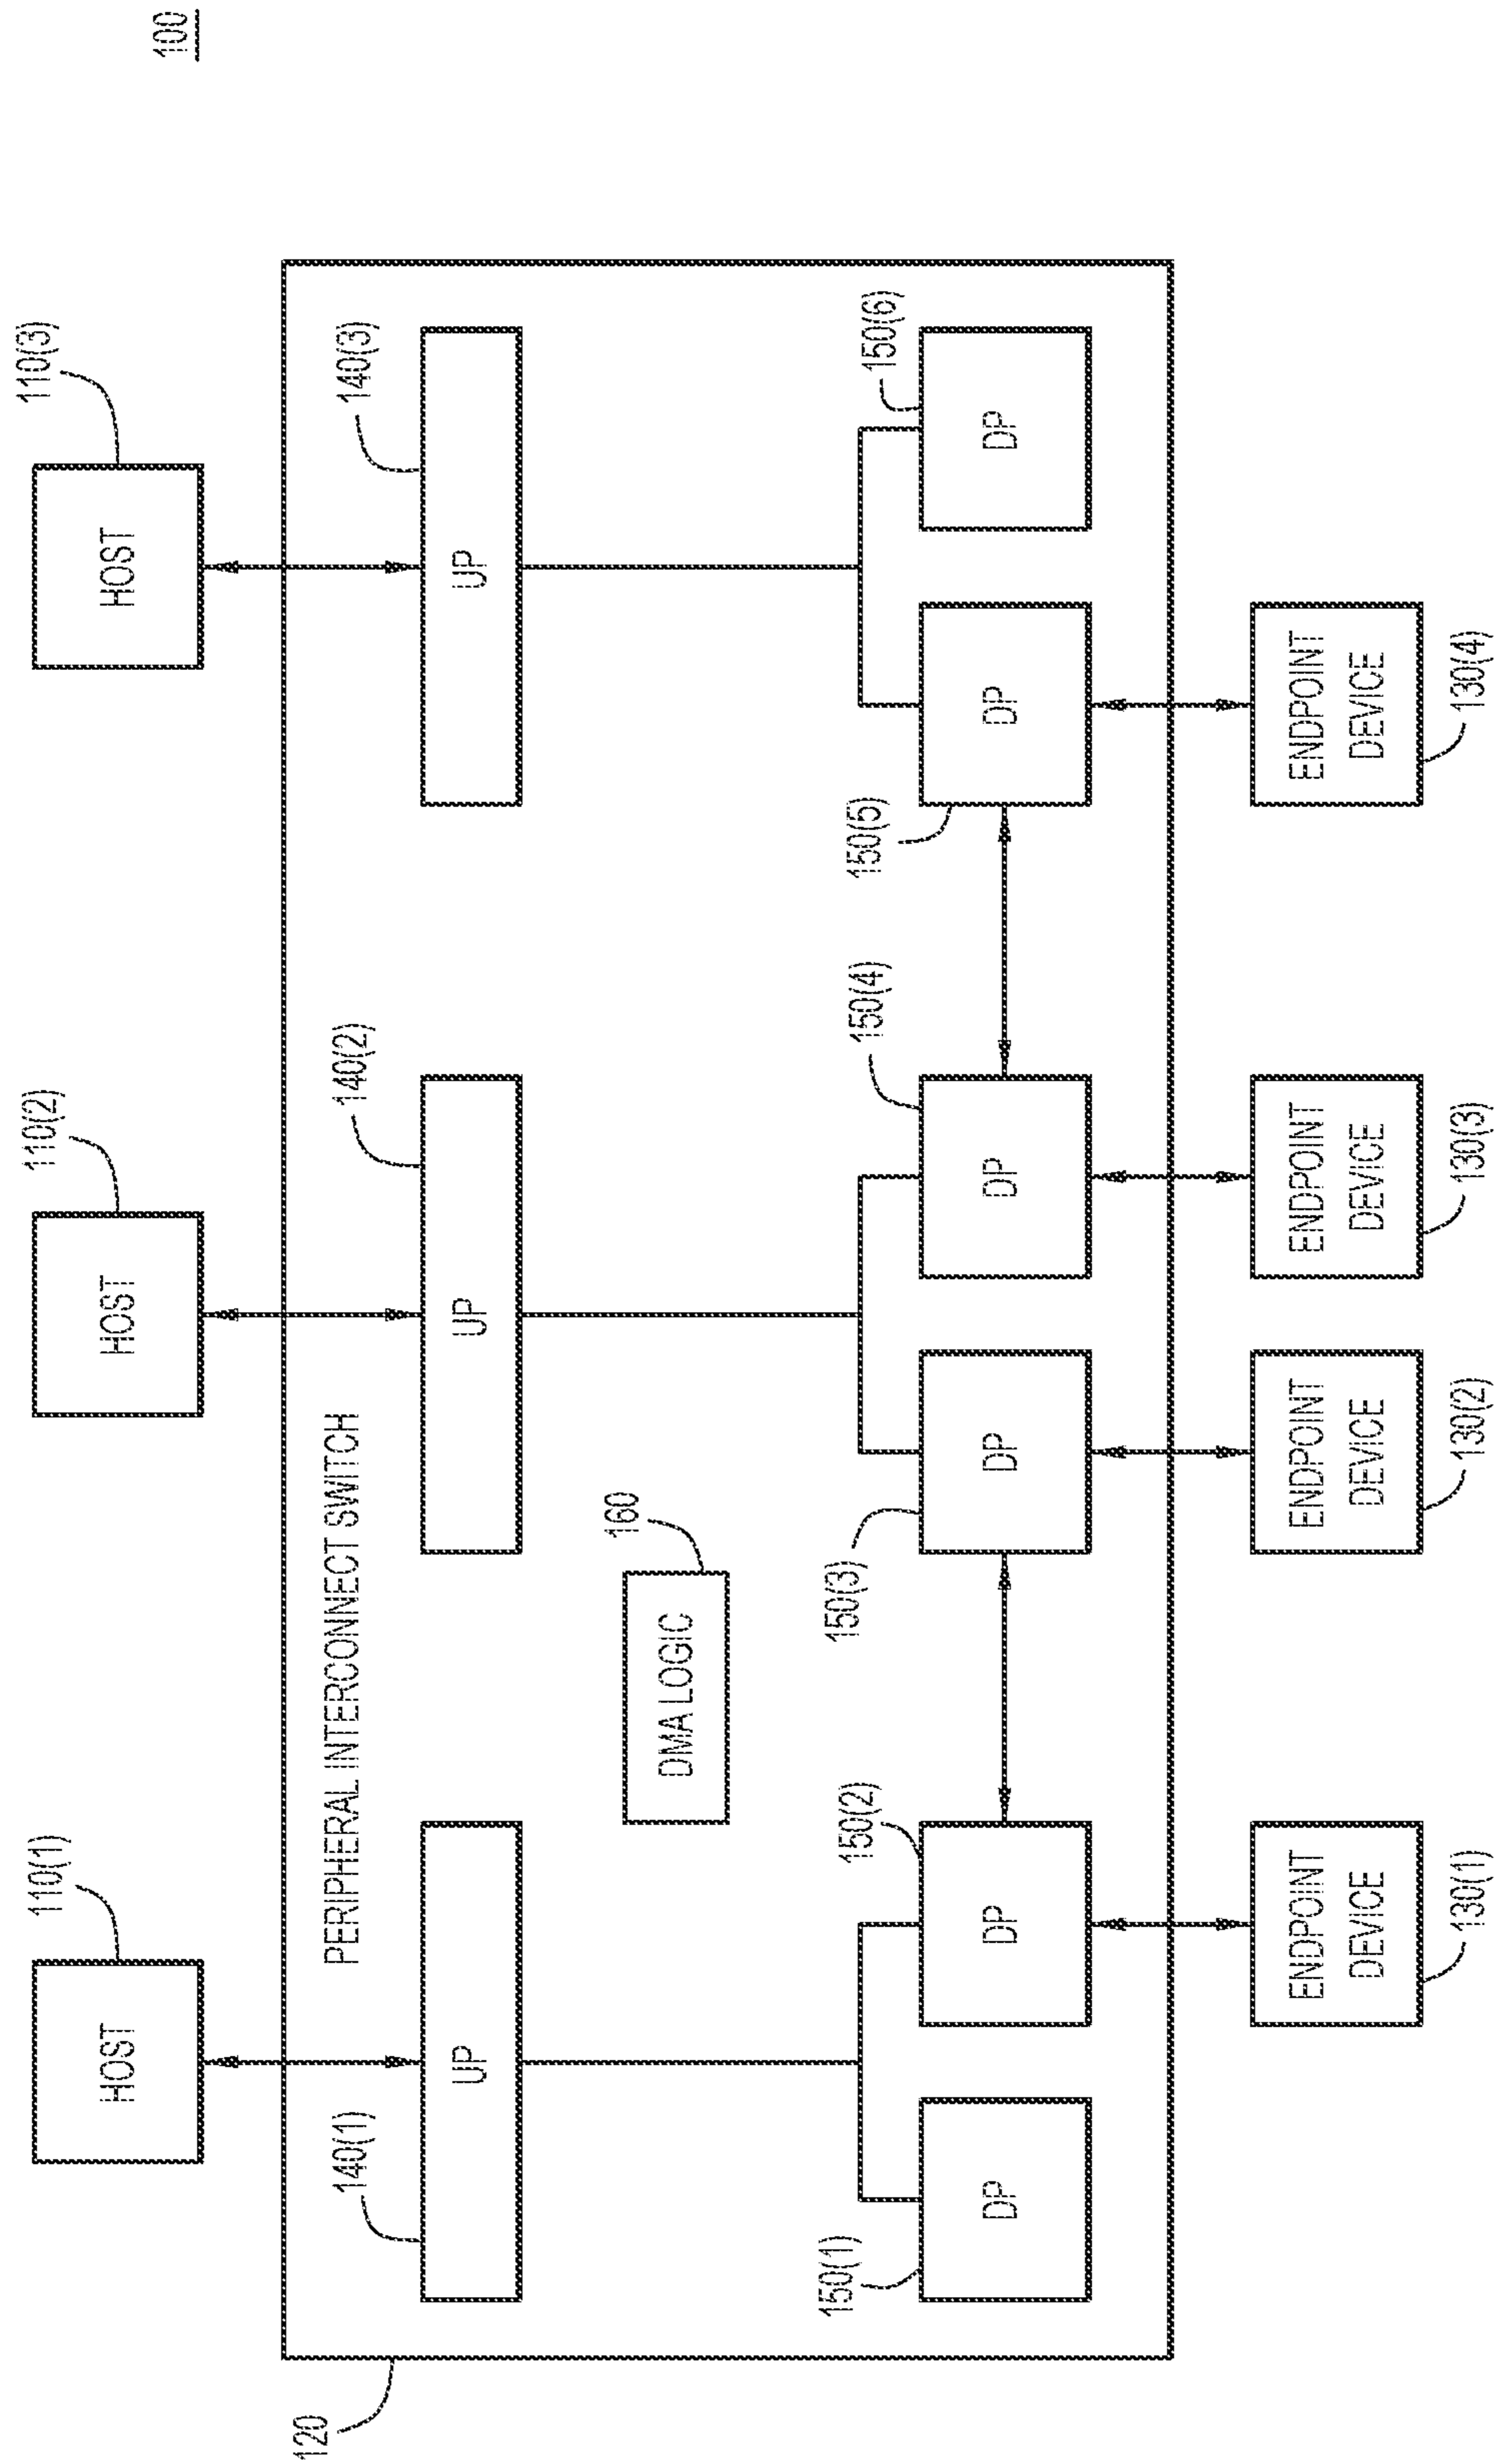 100
110(1)
110(2)
110(3)
HOST
HOST
HOST
120
PERIPHERAL INTERCONNECT SWITCH
140(1)
140(2)
140(3)
UP
UP
UP
160
DMA LOGIC
150(1)
150(2)
150(3)
150(4)
150(5)
150(6)
DP
DP
DP
DP
DP
DP
ENDPOINT
DEVICE
ENDPOINT
DEVICE
ENDPOINT
DEVICE
ENDPOINT
DEVICE
130(1)
130(2)
130(3)
130(4)